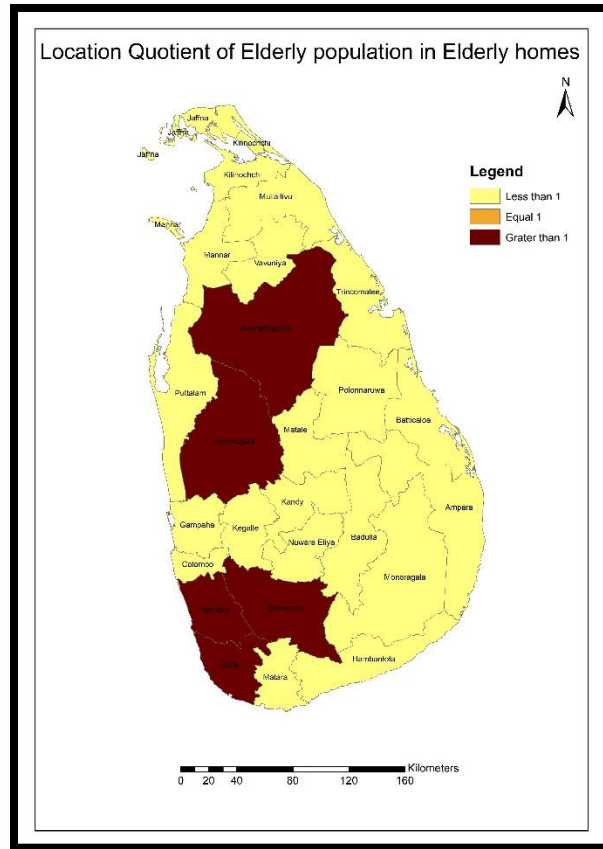 Location Quotient of Elderly population in Elderly homes
N
Jaffna
Jaffna
Jaffna
Kilinochchi
Kilinochch
Mullaitivu
Mannar
Mannar
Vavuniya
Trincomalee
Anuradhapura
Puttalam
Polonnaruwa
Batticaloa
Matale
Kurunegala
Kandy
Ampara
Gampaha
Kegalle
Nuwara Eliya
Badulla
Colombo
Monoragala
Kalutara
Ratnapura
Hambantota
Galle
Matara
Legend
Less than 1
Equal 1
Grater than 1
Kilometers
0 20 40 80 120 160